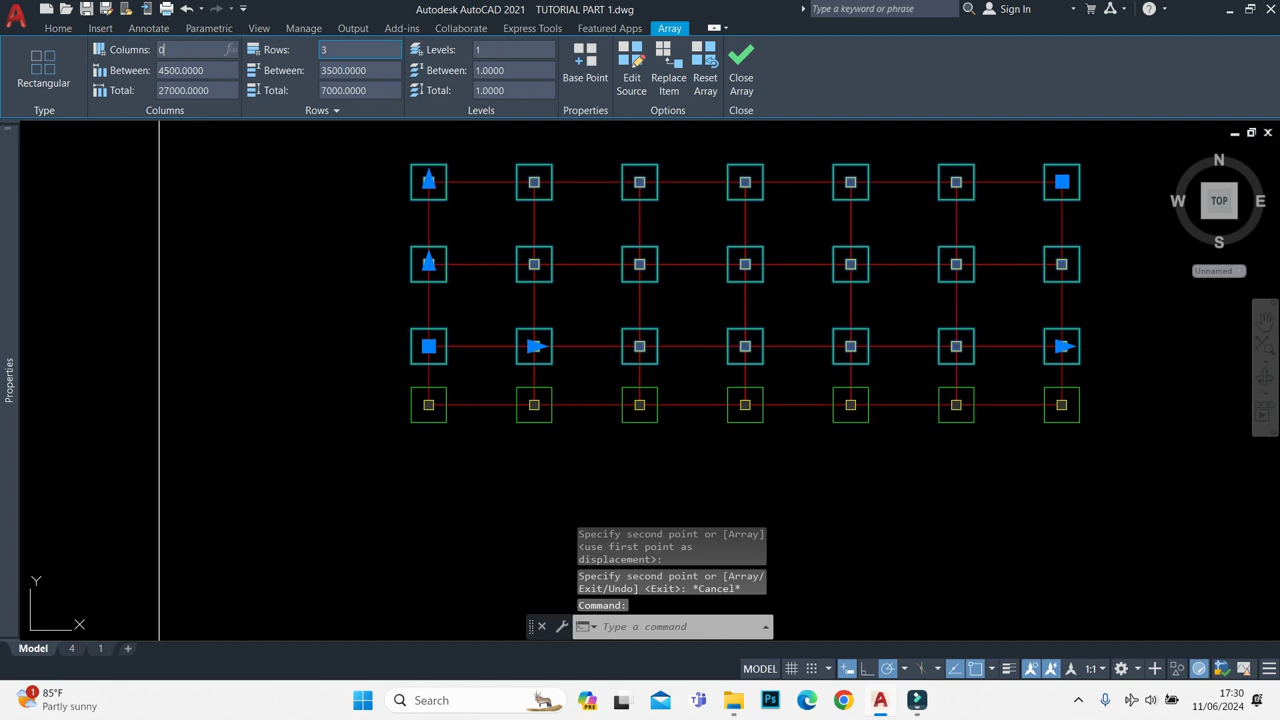 Autodesk AutoCAD 2021 TUTORIAL PART 1.dwg
Type a keyword or phrase
Sign In
Home Insert Annotate Parametric View Manage Output Add-ins Collaborate Express Tools Featured Apps Array
Columns: 0 Rows: 3 Levels: 1
Between: 4500.0000 Between: 3500.0000 Between: 1.0000
Total: 27000.0000 Total: 7000.0000 Total: 1.0000
Rectangular
Base Point
Edit Source
Replace Item
Reset Array
Close Array
Type Columns Rows Levels Properties Options Close
N
W TOP E
S
Unnamed
Properties
Specify second point or [Array]
<use first point as
displacement>:
Specify second point or [Array/
Exit/Undo] <Exit>: *Cancel*
Command:
Type a command
Y
X
Model 4 1 +
MODEL 1:1
1
85°F
Partly sunny
Search
PRE
Ps
A
17:30
11/06/2024